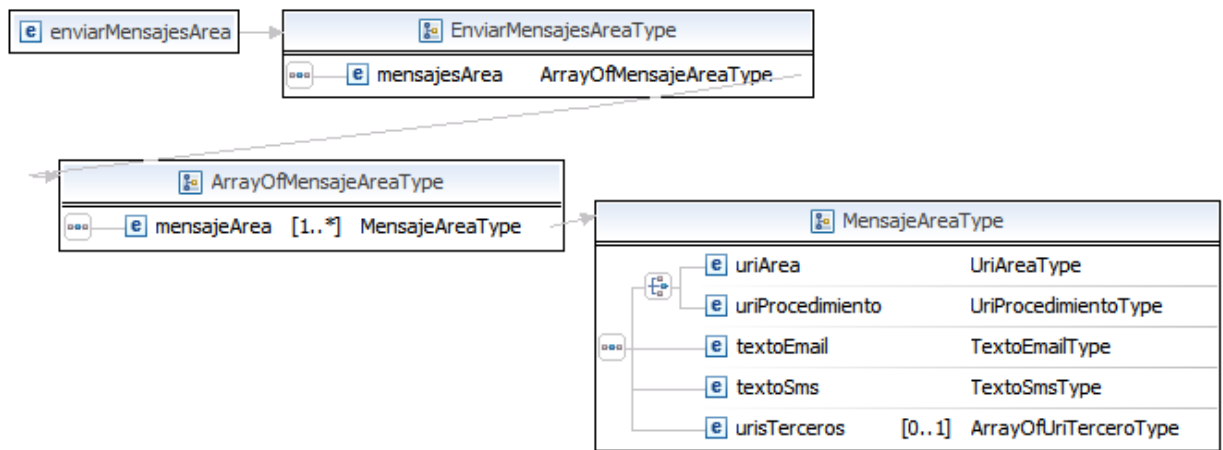 e enviarMensajesArea
EnviarMensajesAreaType
e mensajesArea ArrayOfMensajeAreaType
ArrayOfMensajeAreaType
e mensajeArea [1..*] MensajeAreaType
MensajeAreaType
e uriArea UriAreaType
e uriProcedimiento UriProcedimientoType
e textoEmail TextoEmailType
e textoSms TextoSmsType
e urisTerceros [0..1] ArrayOfUriTerceroType